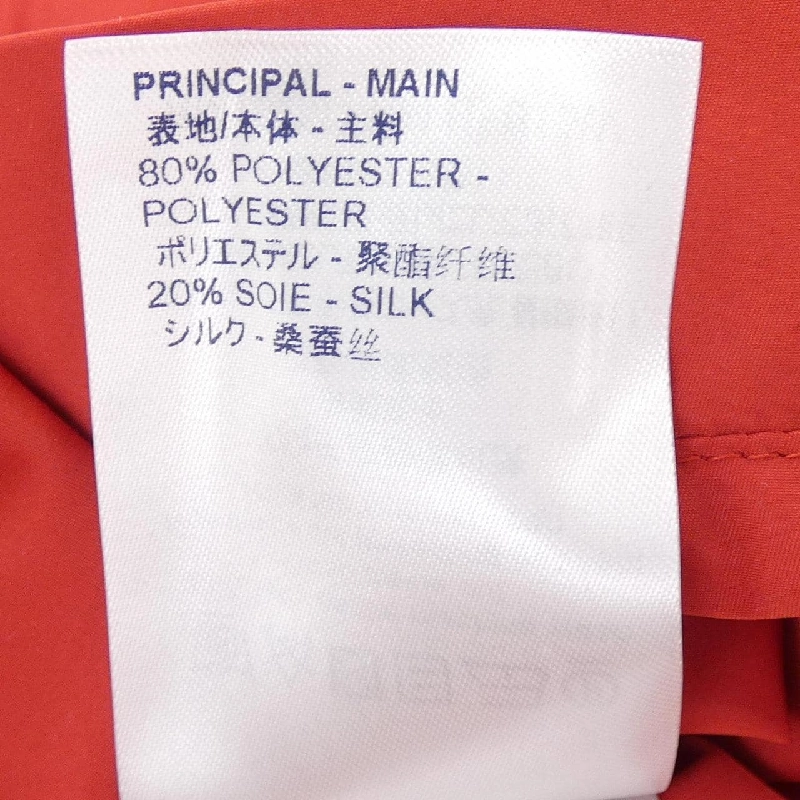 PRINCIPAL - MAIN
表地/本体 - 主料
80% POLYESTER -
POLYESTER
ポリエステル - 聚酯纤维
20% SOIE - SILK
シルク - 桑蚕丝